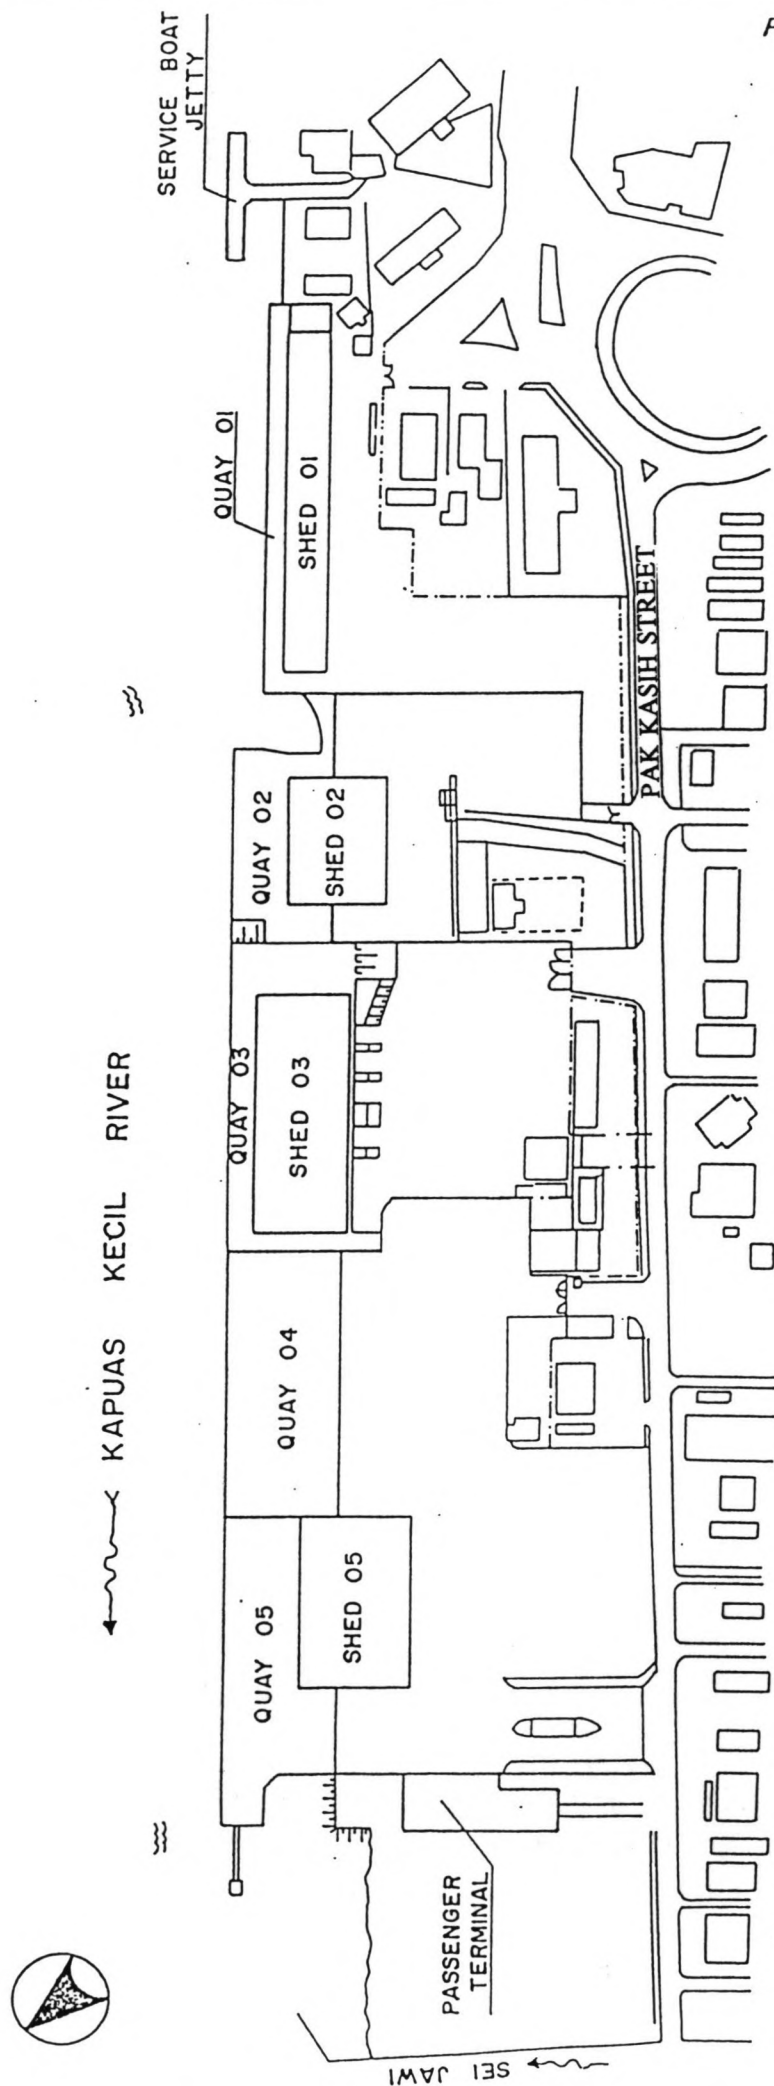 KAPUAS KECIL RIVER
SERVICE BOAT
JETTY
QUAY 01
SHED 01
QUAY 02
SHED 02
QUAY 03
SHED 03
QUAY 04
QUAY 05
SHED 05
PASSENGER
TERMINAL
SEI JAWI
PAK KASIH STREET